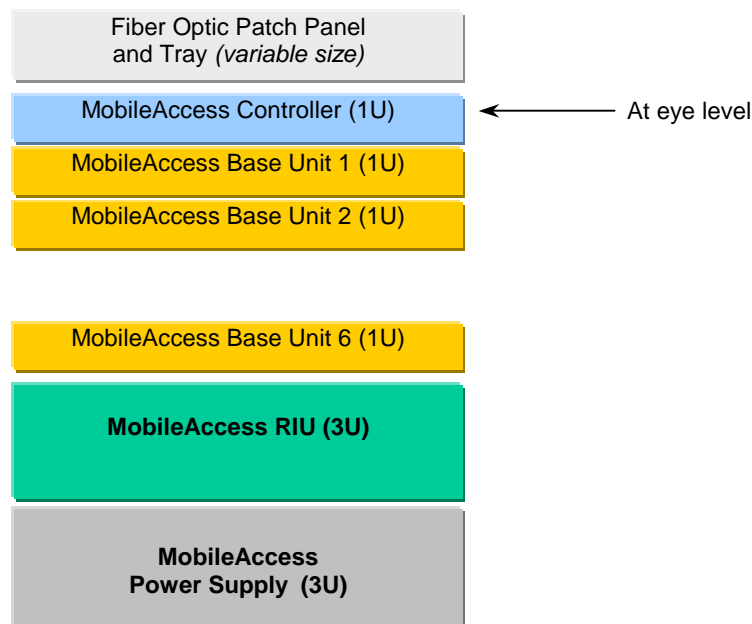 Fiber Optic Patch Panel
and Tray (variable size)
MobileAccess Controller (1U)
At eye level
MobileAccess Base Unit 1 (1U)
MobileAccess Base Unit 2 (1U)
MobileAccess Base Unit 6 (1U)
MobileAccess RIU (3U)
MobileAccess
Power Supply (3U)